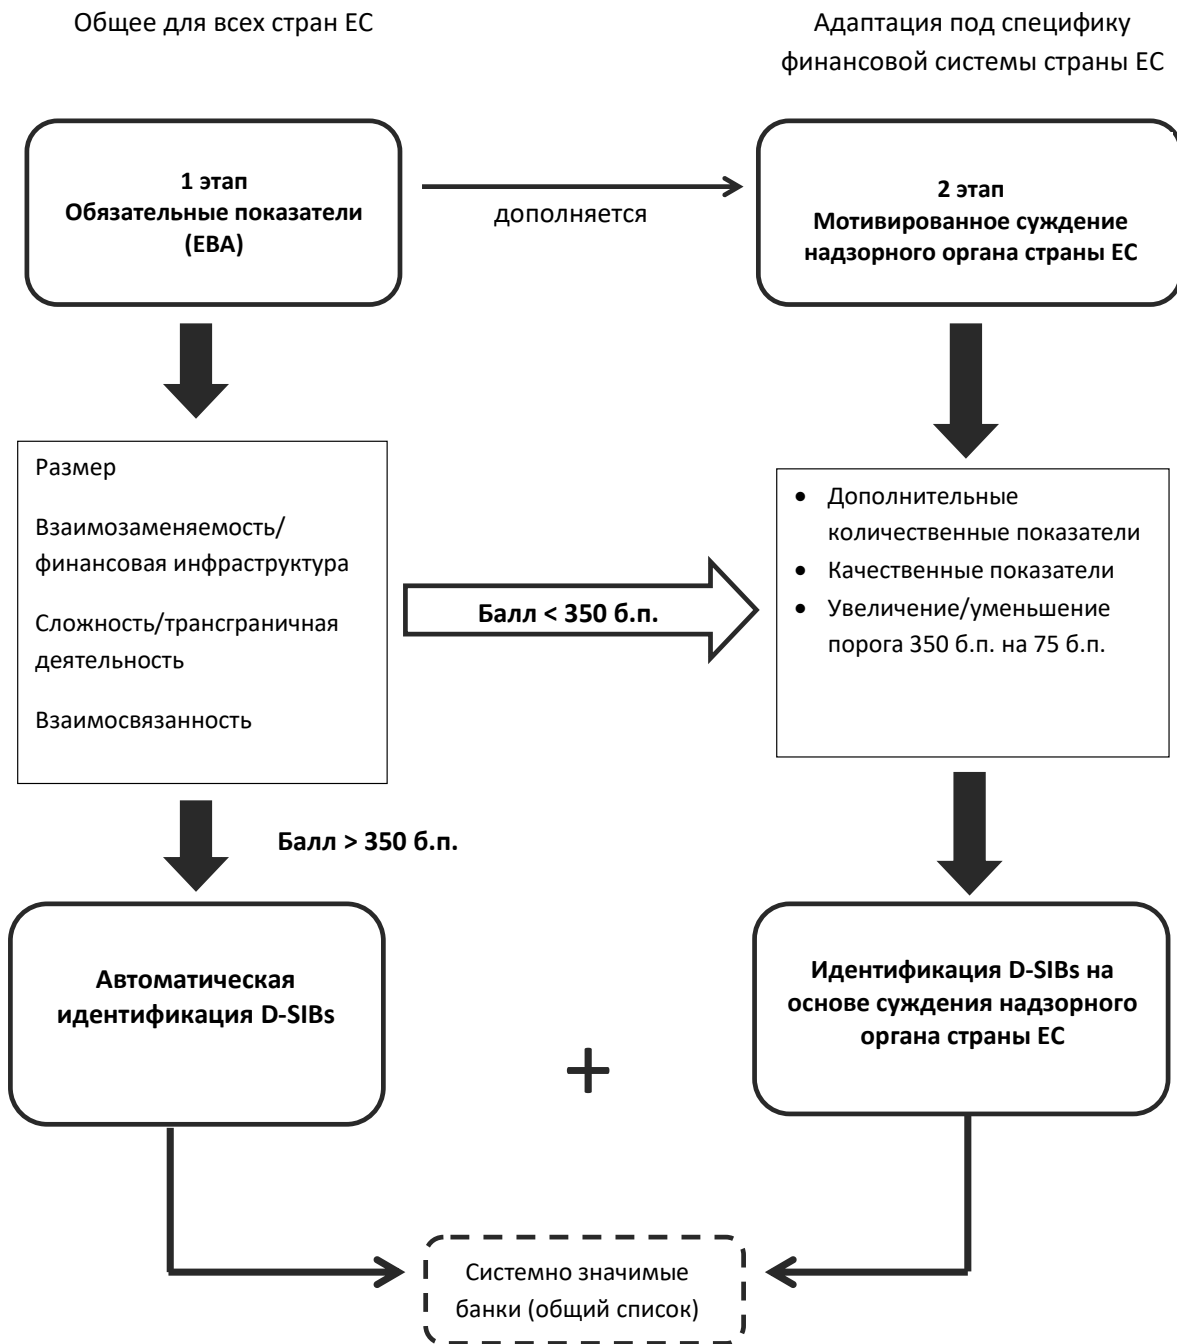 Общее для всех стран ЕС
Адаптация под специфику
финансовой системы страны ЕС
1 этап
Обязательные показатели
(EBA)
дополняется
2 этап
Мотивированное суждение
надзорного органа страны ЕС
Размер
Взаимозаменяемость/
финансовая инфраструктура
Сложность/трансграничная
деятельность
Взаимосвязанность
Балл < 350 б.п.
• Дополнительные
количественные показатели
• Качественные показатели
• Увеличение/уменьшение
порога 350 б.п. на 75 б.п.
Балл > 350 б.п.
Автоматическая
идентификация D-SIBs
+
Идентификация D-SIBs на
основе суждения надзорного
органа страны ЕС
Системно значимые
банки (общий список)